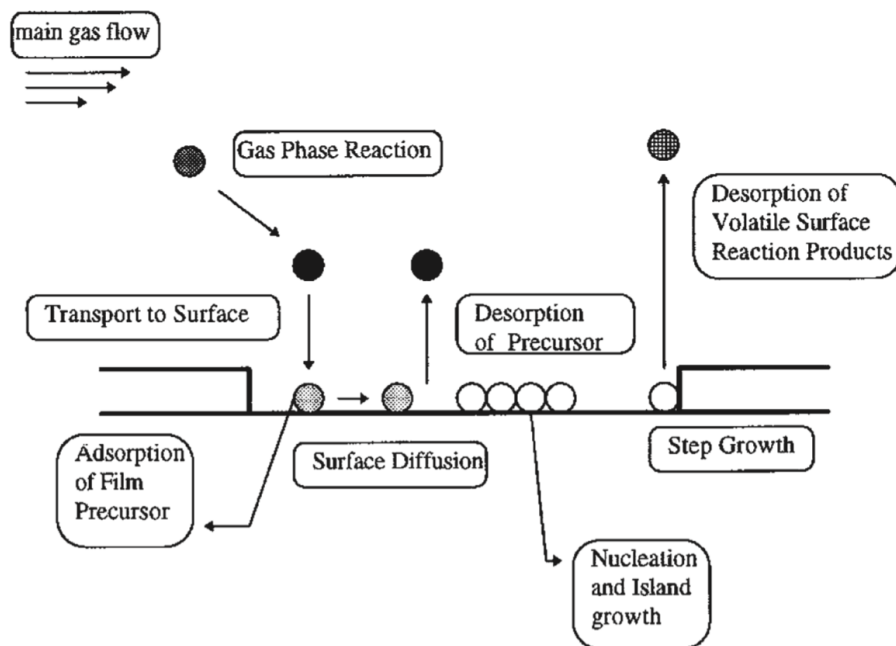 main gas flow
Gas Phase Reaction
Desorption of
Volatile Surface
Reaction Products
Transport to Surface
Desorption
of Precursor
Adsorption
of Film
Precursor
Surface Diffusion
Step Growth
Nucleation
and Island
growth